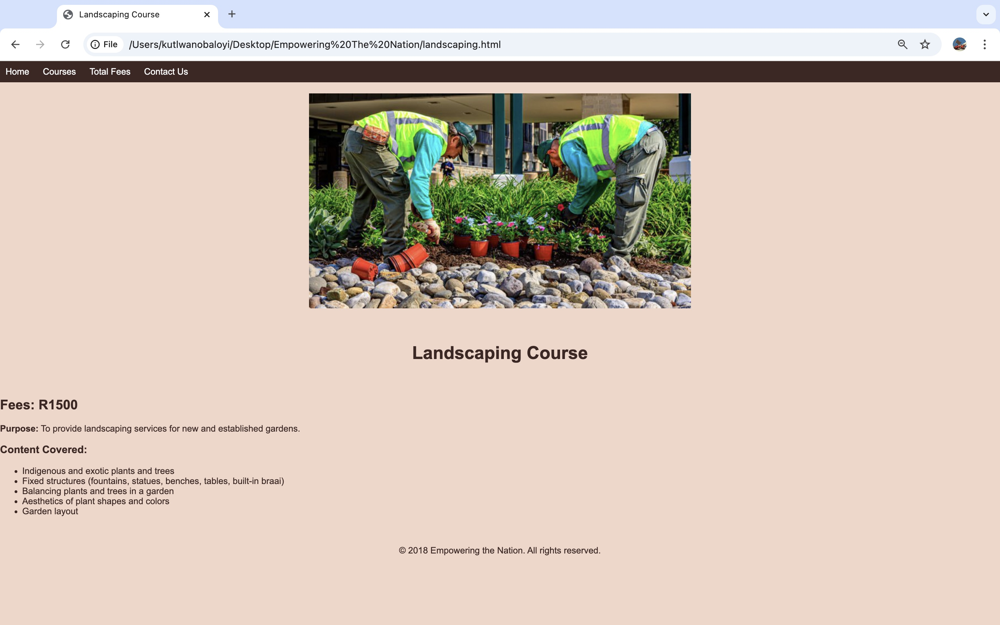 Landscaping Course
File /Users/kutlwanobaloyi/Desktop/Empowering%20The%20Nation/landscaping.html
Home Courses Total Fees Contact Us
Landscaping Course
Fees: R1500
Purpose: To provide landscaping services for new and established gardens.
Content Covered:
• Indigenous and exotic plants and trees
• Fixed structures (fountains, statues, benches, tables, built-in braai)
• Balancing plants and trees in a garden
• Aesthetics of plant shapes and colors
• Garden layout
© 2018 Empowering the Nation. All rights reserved.